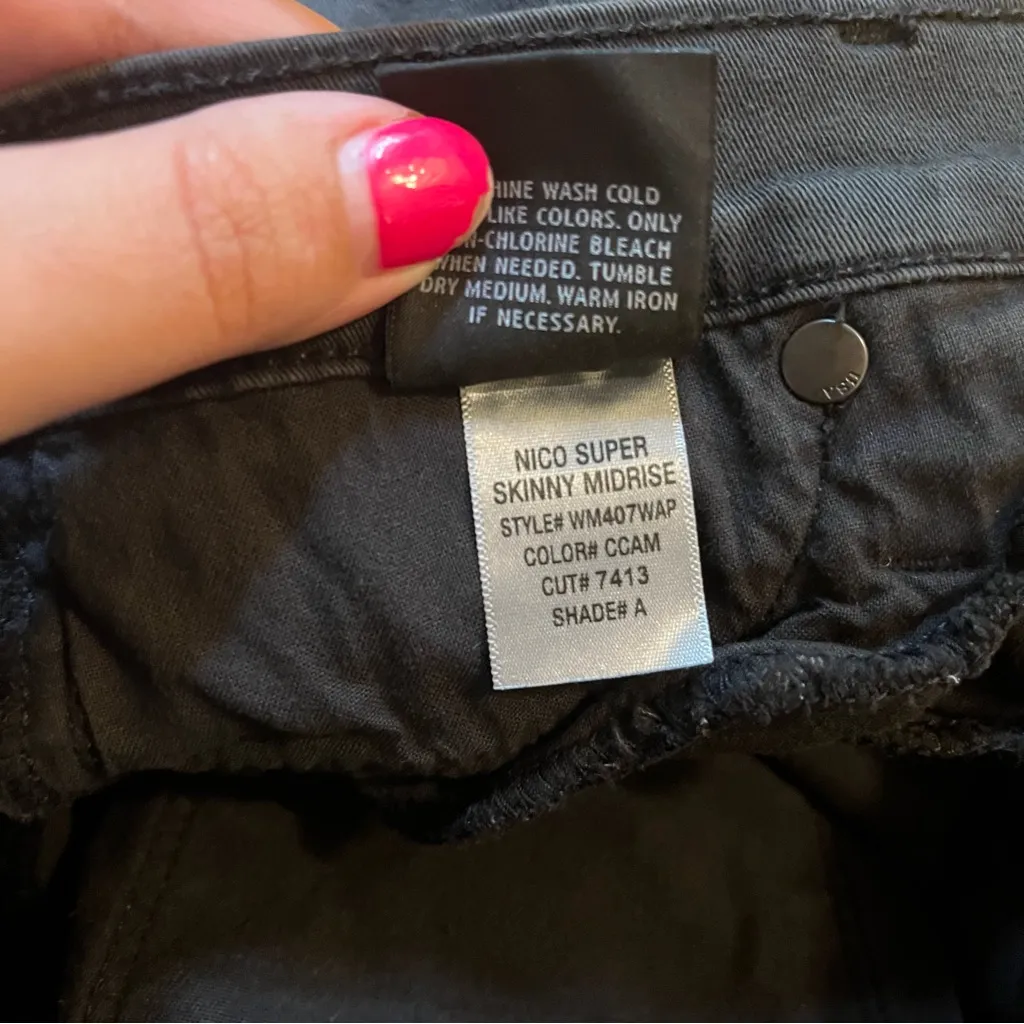 HINE WASH COLD
LIKE COLORS. ONLY
N-CHLORINE BLEACH
WHEN NEEDED. TUMBLE
DRY MEDIUM. WARM IRON
IF NECESSARY.
NICO SUPER
SKINNY MIDRISE
STYLE# WM407WAP
COLOR# CCAM
CUT# 7413
SHADE# A